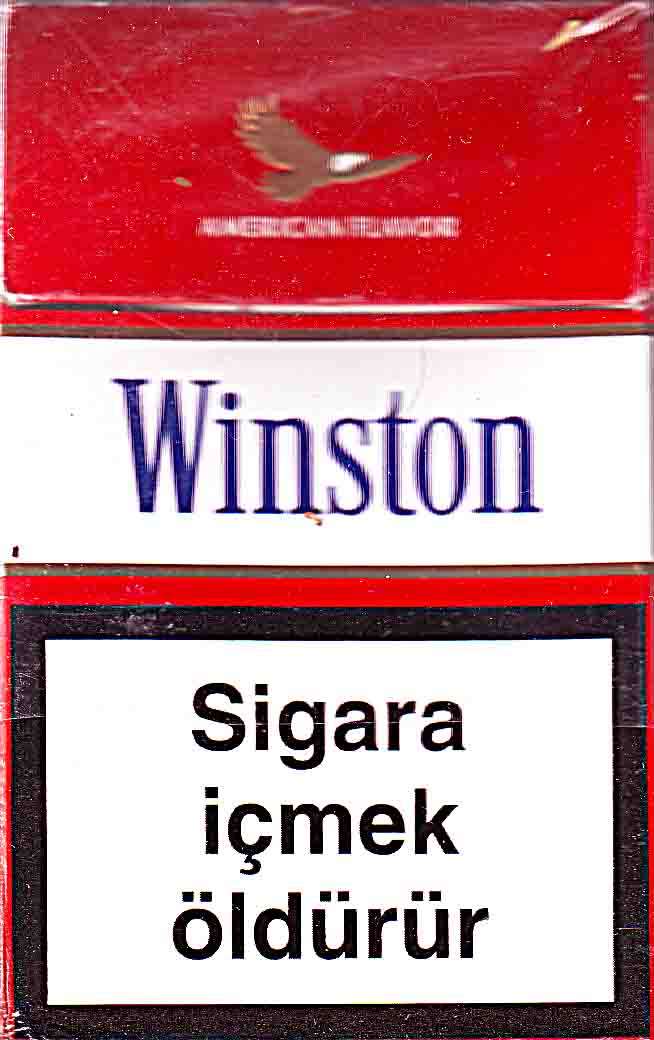 AMERICAN FLAVOR
Winston
Sigara
içmek
öldürür